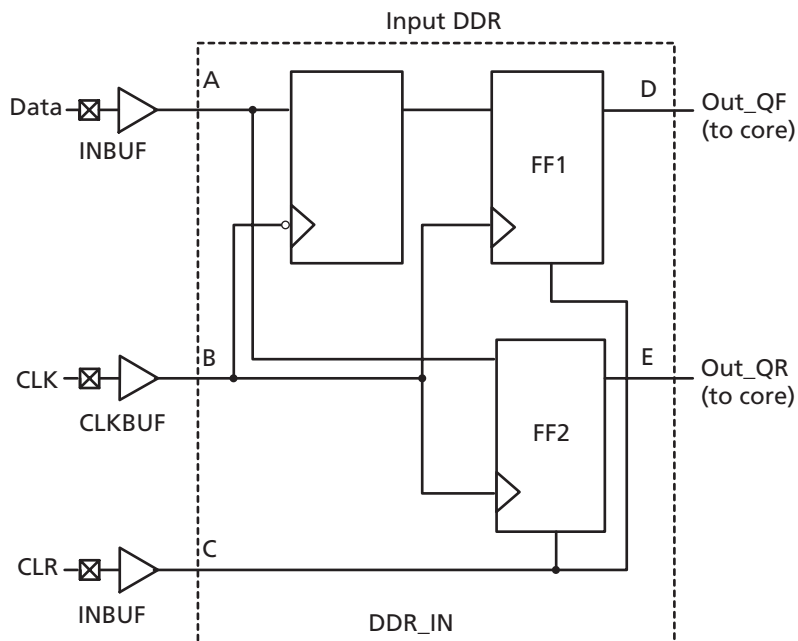 Input DDR
A
Data
INBUF
FF1
D
Out_QF
(to core)
B
CLK
CLKBUF
FF2
E
Out_QR
(to core)
C
CLR
INBUF
DDR_IN